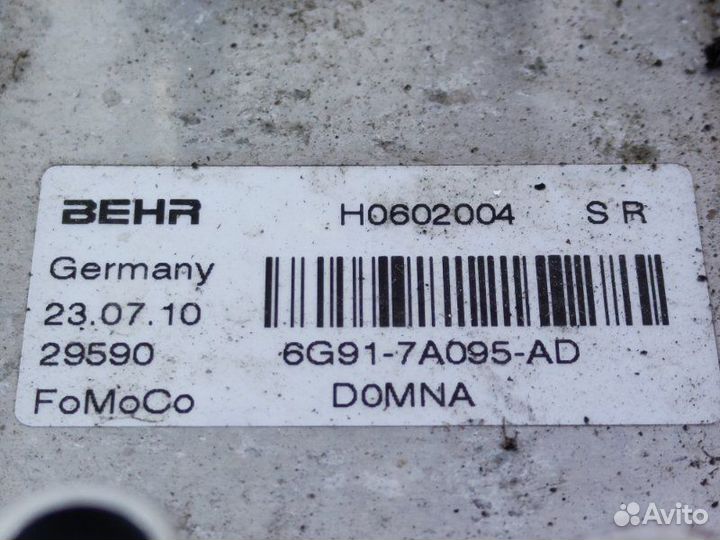 BEHR H0602004 S R
Germany
23.07.10
29590 6G91-7A095-AD
FoMoCo D0MNA
Avito